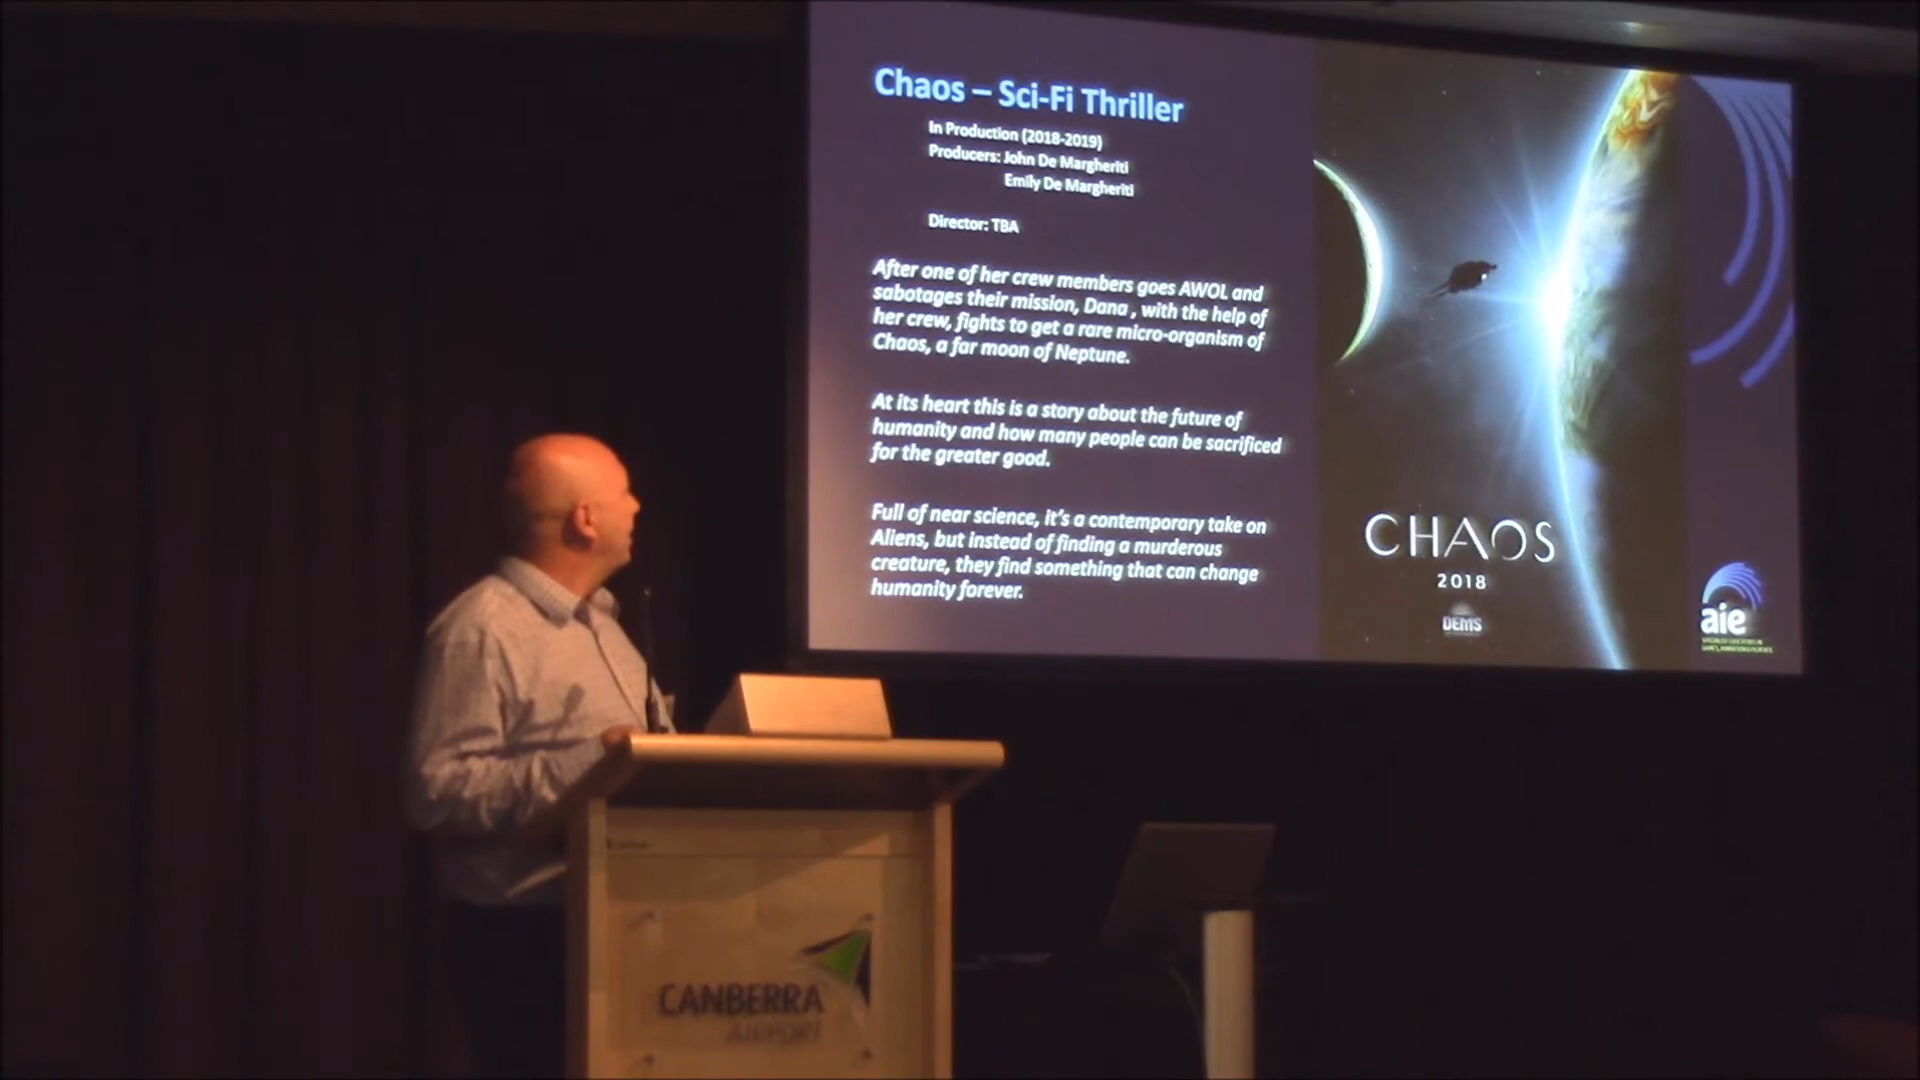 Chaos – Sci-Fi Thriller
In Production (2018-2019)
Producers: John De Margheriti
Emily De Margheriti
Director: TBA
After one of her crew members goes AWOL and
sabotages their mission, Dana , with the help of
her crew, fights to get a rare micro-organism of
Chaos, a far moon of Neptune.
At its heart this is a story about the future of
humanity and how many people can be sacrificed
for the greater good.
Full of near science, it's a contemporary take on
Aliens, but instead of finding a murderous
creature, they find something that can change
humanity forever.
CHAOS
2018
DEMS
aie
CANBERRA
AIRPORT